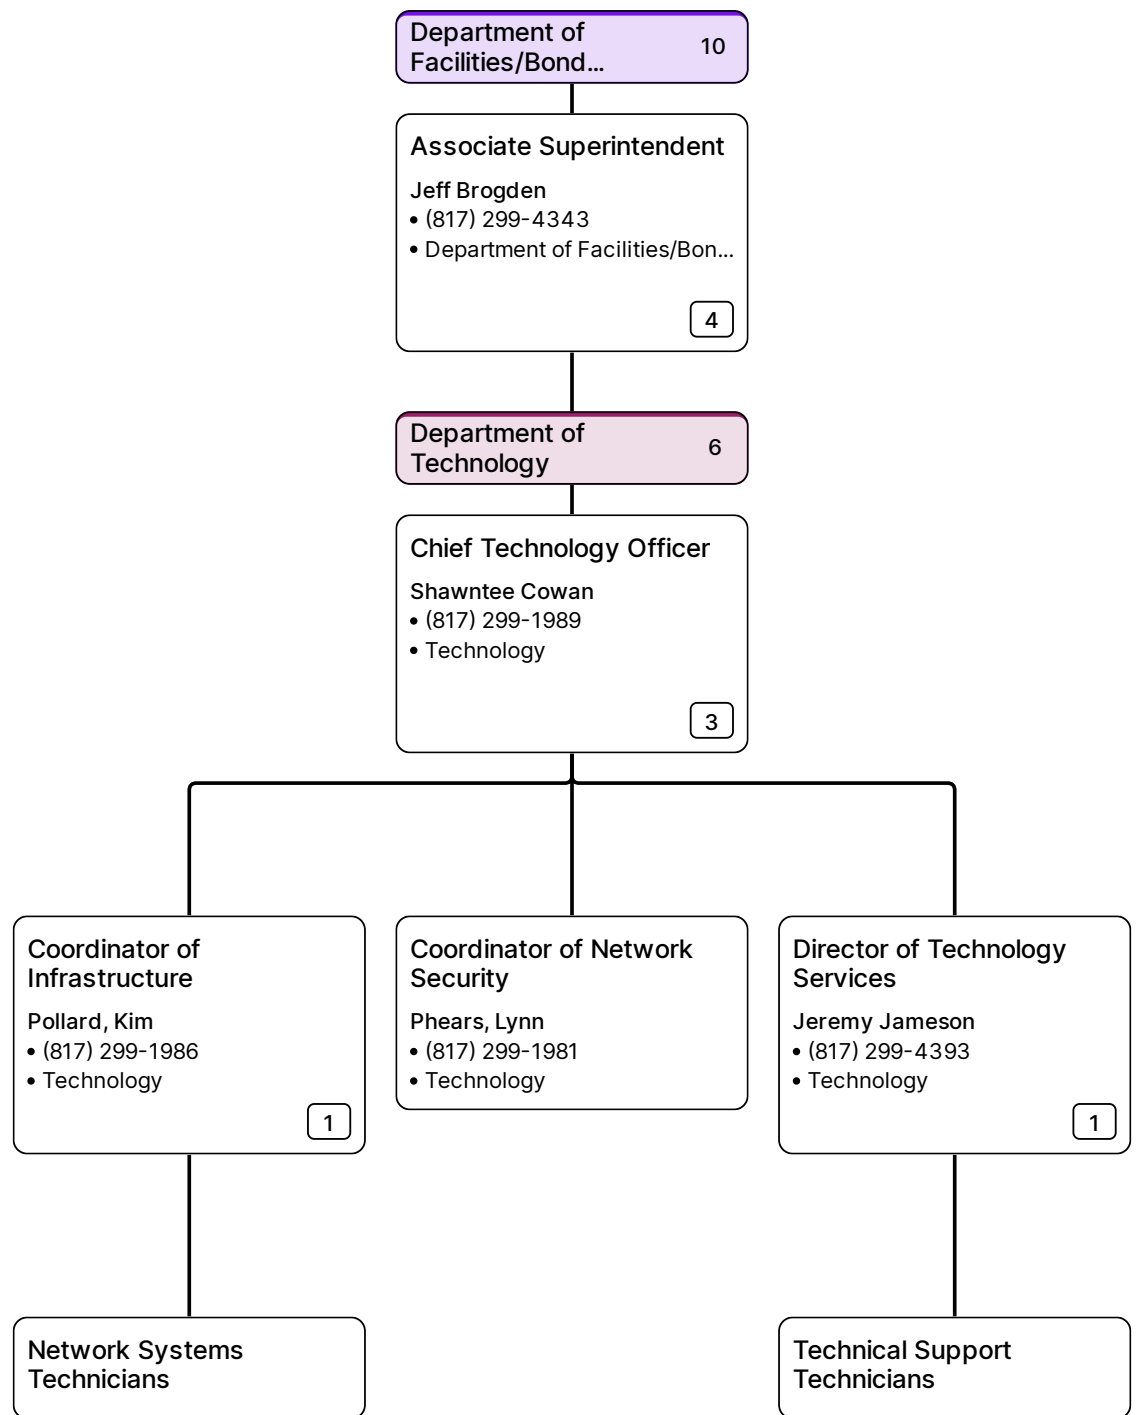 Department of
Facilities/Bond...
10
Associate Superintendent
Jeff Brogden
• (817) 299-4343
• Department of Facilities/Bon...
4
Department of
Technology
6
Chief Technology Officer
Shawntee Cowan
• (817) 299-1989
• Technology
3
Coordinator of
Infrastructure
Pollard, Kim
• (817) 299-1986
• Technology
1
Coordinator of Network
Security
Phears, Lynn
• (817) 299-1981
• Technology
Director of Technology
Services
Jeremy Jameson
• (817) 299-4393
• Technology
1
Network Systems
Technicians
Technical Support
Technicians